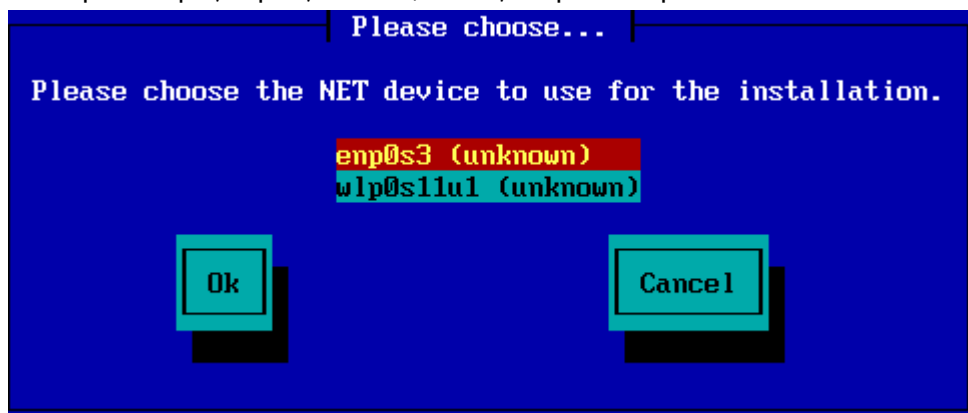 Please choose...
Please choose the NET device to use for the installation.
enp0s3 (unknown)
wlp0s11u1 (unknown)
Ok
Cancel